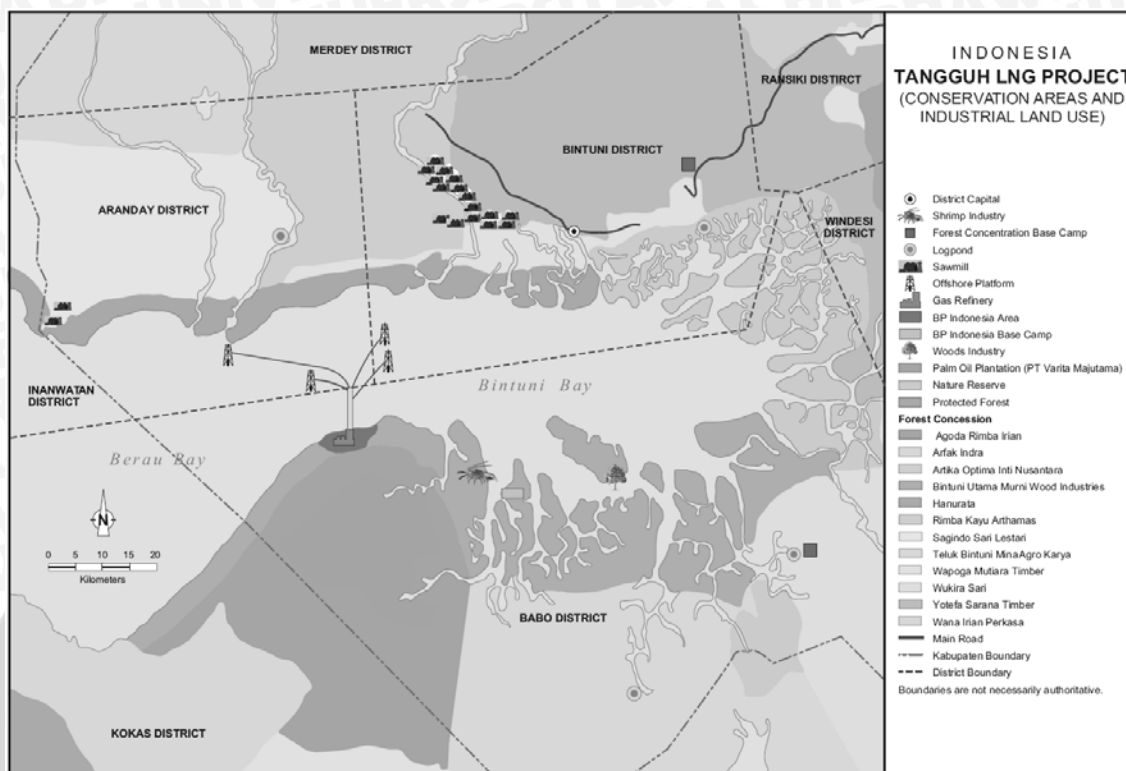 MERDEY DISTRICT
RANSIKI DISTIRCT
BINTUNI DISTRICT
ARANDAY DISTRICT
WINDESI
DISTRICT
INANWATAN
DISTRICT
Bintuni Bay
Berau Bay
N
0 5 10 15 20
Kilometers
BABO DISTRICT
KOKAS DISTRICT
INDONESIA
TANGGUH LNG PROJECT
(CONSERVATION AREAS AND
INDUSTRIAL LAND USE)
District Capital
Shrimp Industry
Forest Concentration Base Camp
Logpond
Sawmill
Offshore Platform
Gas Refinery
BP Indonesia Area
BP Indonesia Base Camp
Woods Industry
Palm Oil Plantation (PT Varita Majutama)
Nature Reserve
Protected Forest
Forest Concession
Agoda Rimba Irian
Arfak Indra
Artika Optima Inti Nusantara
Bintuni Utama Murni Wood Industries
Hanurata
Rimba Kayu Arthamas
Sagindo Sari Lestari
Teluk Bintuni MinaAgro Karya
Wapoga Mutiara Timber
Wukira Sari
Yotefa Sarana Timber
Wana Irian Perkasa
Main Road
Kabupaten Boundary
District Boundary
Boundaries are not necessarily authoritative.